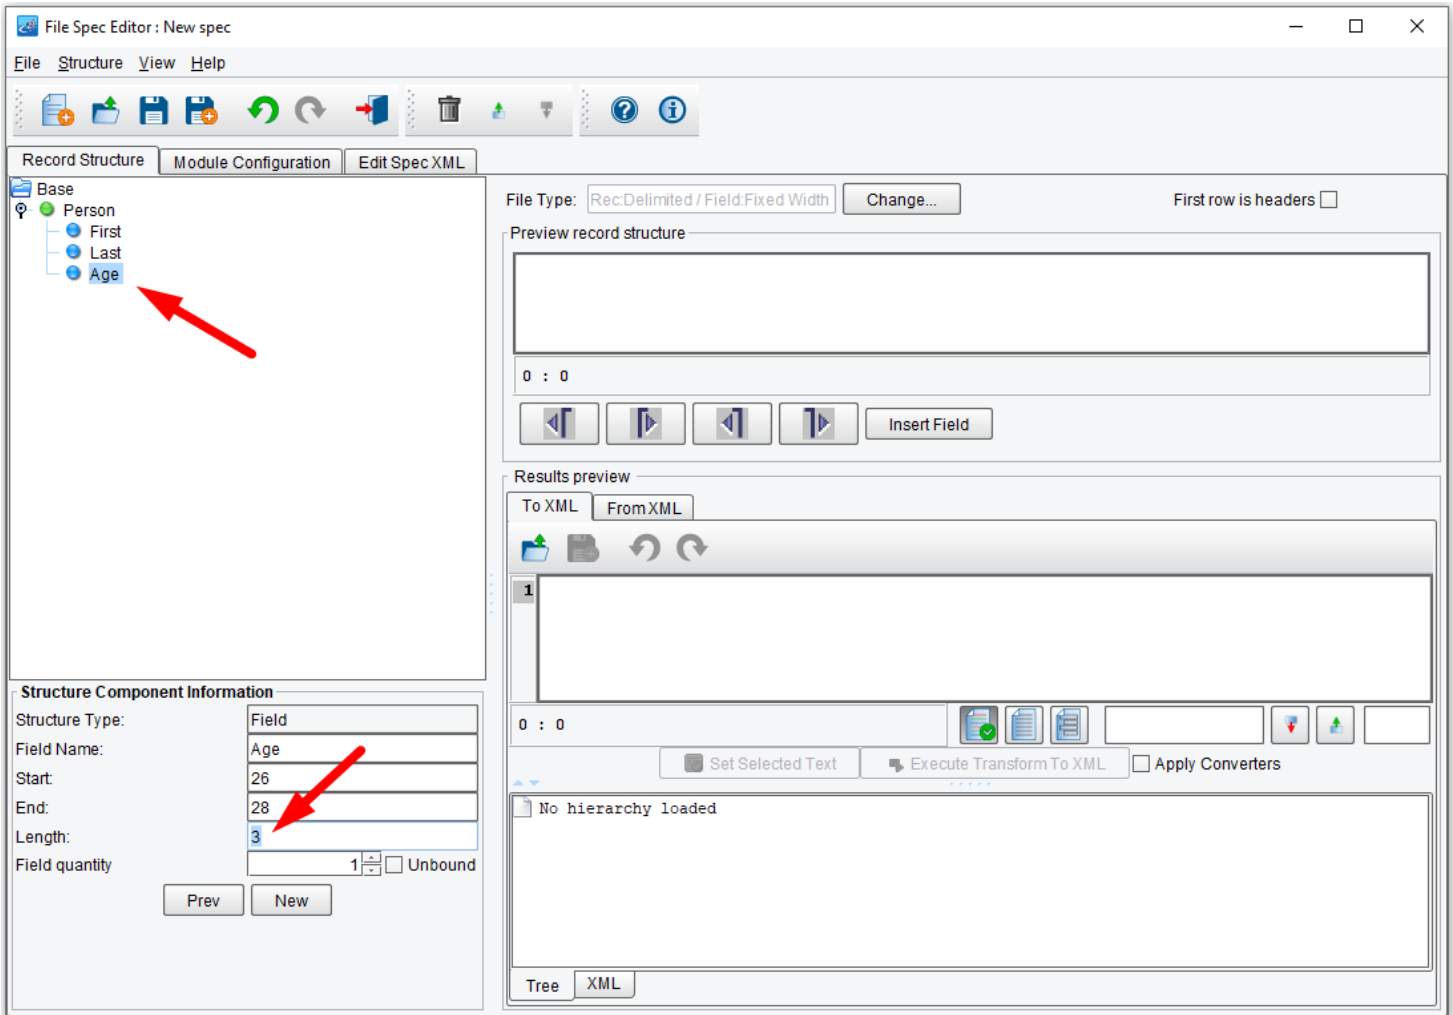 File Spec Editor : New spec
File Structure View Help
Record Structure Module Configuration Edit Spec XML
Base
Person
First
Last
Age
File Type: Rec:Delimited / Field:Fixed Width Change... First row is headers
Preview record structure
0 : 0
Insert Field
Results preview
To XML From XML
1
0 : 0
Set Selected Text Execute Transform To XML Apply Converters
No hierarchy loaded
Tree XML
Structure Component Information
Structure Type: Field
Field Name: Age
Start: 26
End: 28
Length: 3
Field quantity 1 Unbound
Prev New